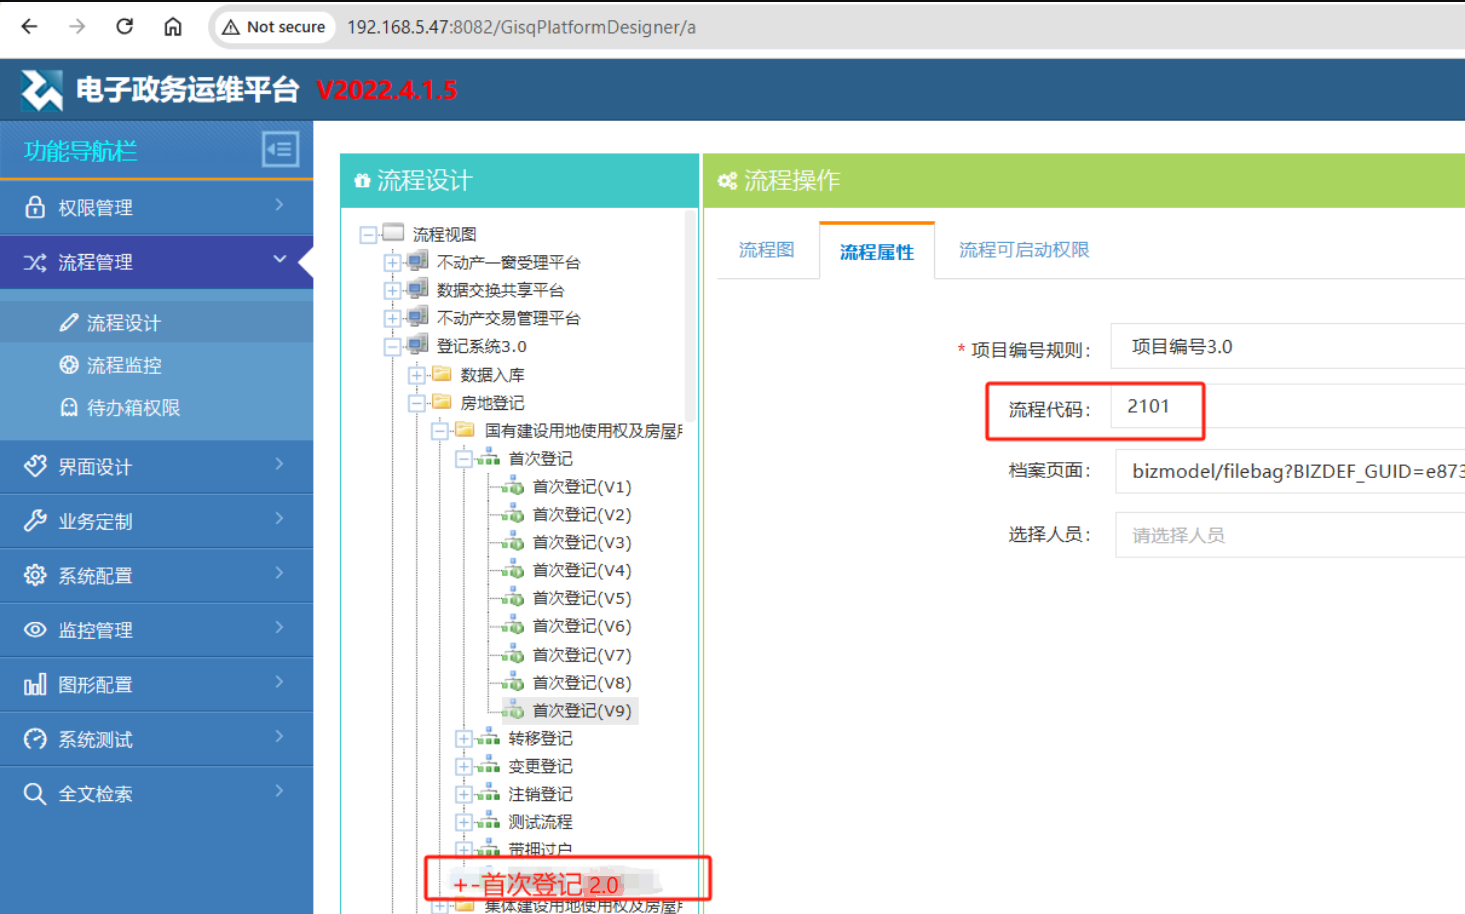 Not secure 192.168.5.47:8082/GisqPlatformDesigner/a
电子政务运维平台 V2022.4.1.5
功能导航栏
权限管理
流程管理
流程设计
流程监控
待办箱权限
界面设计
业务定制
系统配置
监控管理
图形配置
系统测试
全文检索
流程设计
流程视图
不动产一窗受理平台
数据交换共享平台
不动产交易管理平台
登记系统3.0
数据入库
房地登记
国有建设用地使用权及房屋
首次登记
首次登记(V1)
首次登记(V2)
首次登记(V3)
首次登记(V4)
首次登记(V5)
首次登记(V6)
首次登记(V7)
首次登记(V8)
首次登记(V9)
转移登记
变更登记
注销登记
测试流程
带押过户
+-首次登记 2.0
集体建设用地使用权及房屋
流程操作
流程图 流程属性 流程可启动权限
* 项目编号规则: 项目编号3.0
流程代码: 2101
档案页面: bizmodel/filebag?BIZDEF_GUID=e873
选择人员: 请选择人员